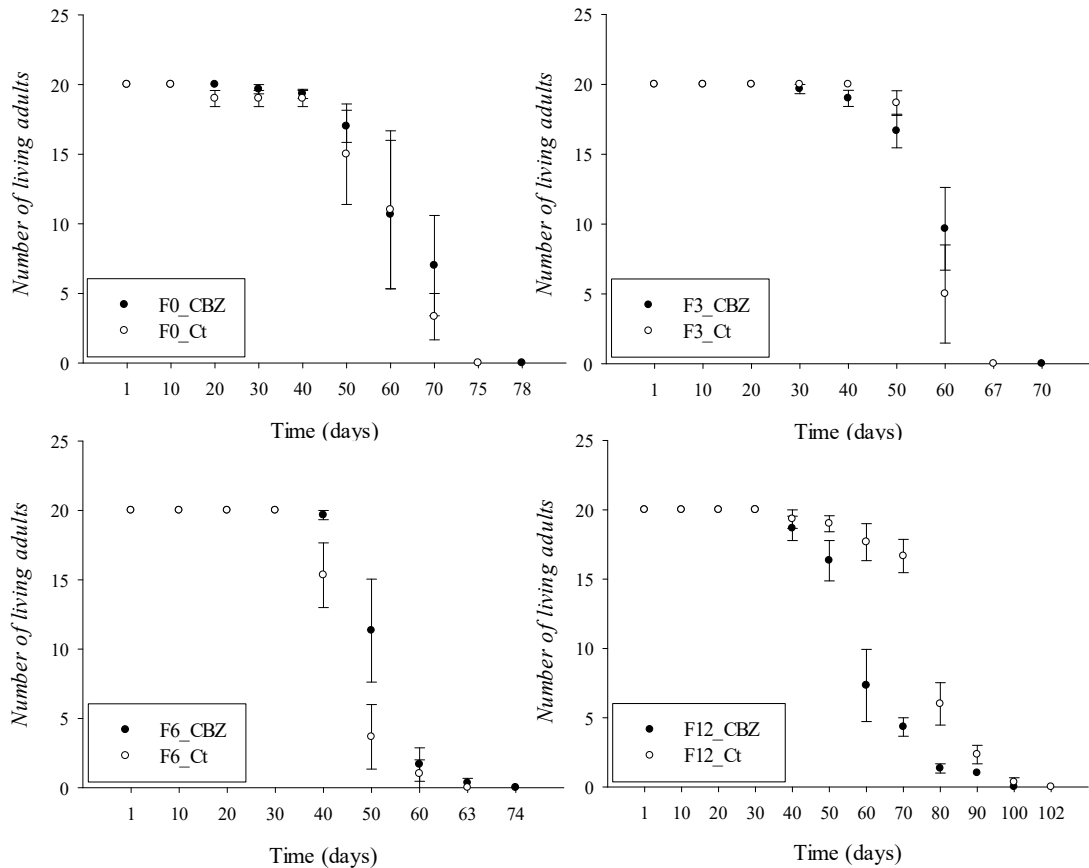 Number of living adults
25
20
15
10
5
0
F0_CBZ
F0_Ct
1 10 20 30 40 50 60 70 75 78
Time (days)
Number of living adults
25
20
15
10
5
0
F3_CBZ
F3_Ct
1 10 20 30 40 50 60 67 70
Time (days)
Number of living adults
25
20
15
10
5
0
F6_CBZ
F6_Ct
1 10 20 30 40 50 60 63 74
Time (days)
Number of living adults
25
20
15
10
5
0
F12_CBZ
F12_Ct
1 10 20 30 40 50 60 70 80 90 100 102
Time (days)